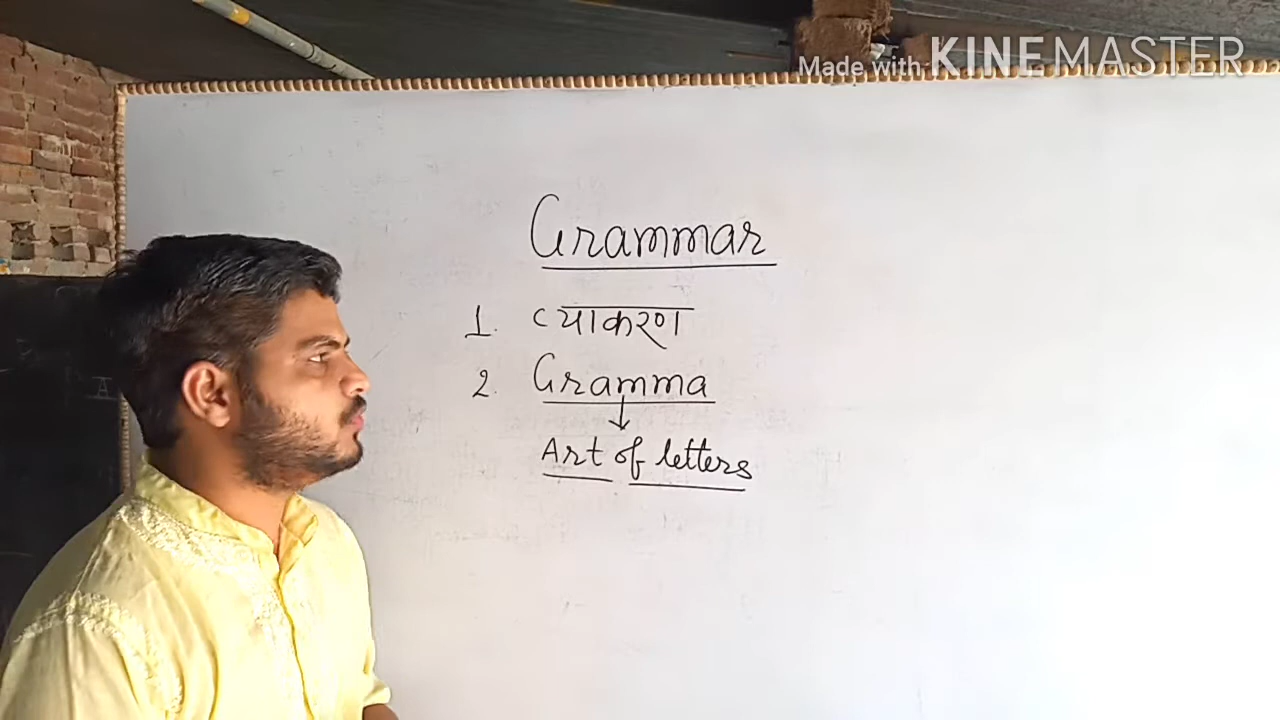 Made with KINEMASTER
Grammar
1. व्याकरण
2. Gramma
Art of letters